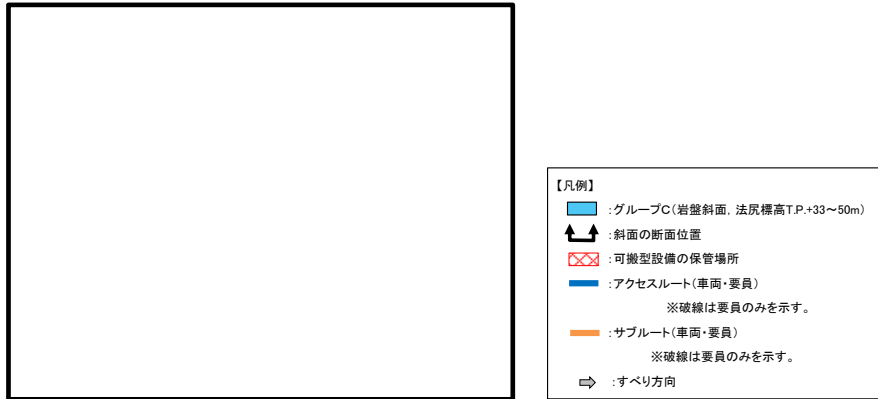 【凡例】
:グループC(岩盤斜面,法尻標高T.P.+33~50m)
:斜面の断面位置
:可搬型設備の保管場所
:アクセスルート(車両・要員)
※破線は要員のみを示す。
:サブルート(車両・要員)
※破線は要員のみを示す。
:すべり方向